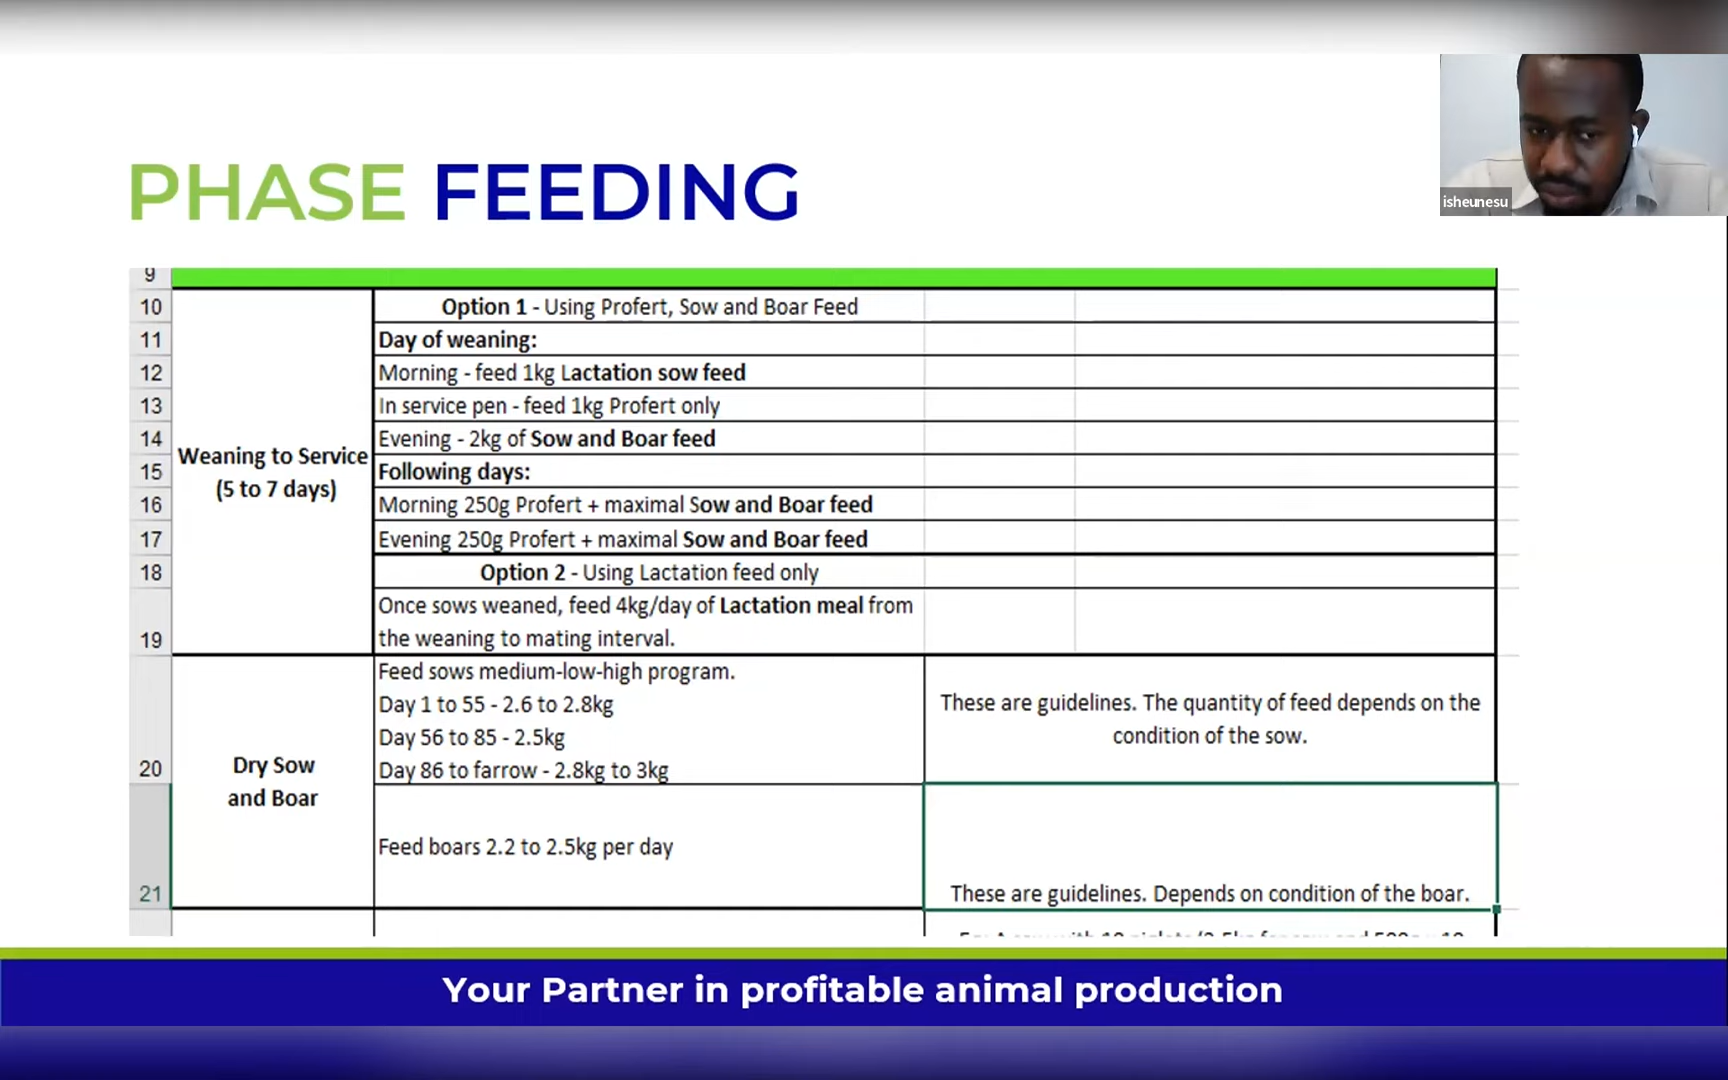 isheunesu
PHASE FEEDING
9
10
Option 1 - Using Profert, Sow and Boar Feed
11
Day of weaning:
12
Morning - feed 1kg Lactation sow feed
13
In service pen - feed 1kg Profert only
14
Evening - 2kg of Sow and Boar feed
Weaning to Service
(5 to 7 days)
15
Following days:
16
Morning 250g Profert + maximal Sow and Boar feed
17
Evening 250g Profert + maximal Sow and Boar feed
18
Option 2 - Using Lactation feed only
19
Once sows weaned, feed 4kg/day of Lactation meal from
the weaning to mating interval.
20
Dry Sow
and Boar
Feed sows medium-low-high program.
Day 1 to 55 - 2.6 to 2.8kg
Day 56 to 85 - 2.5kg
Day 86 to farrow - 2.8kg to 3kg
These are guidelines. The quantity of feed depends on the
condition of the sow.
21
Feed boars 2.2 to 2.5kg per day
These are guidelines. Depends on condition of the boar.
Your Partner in profitable animal production